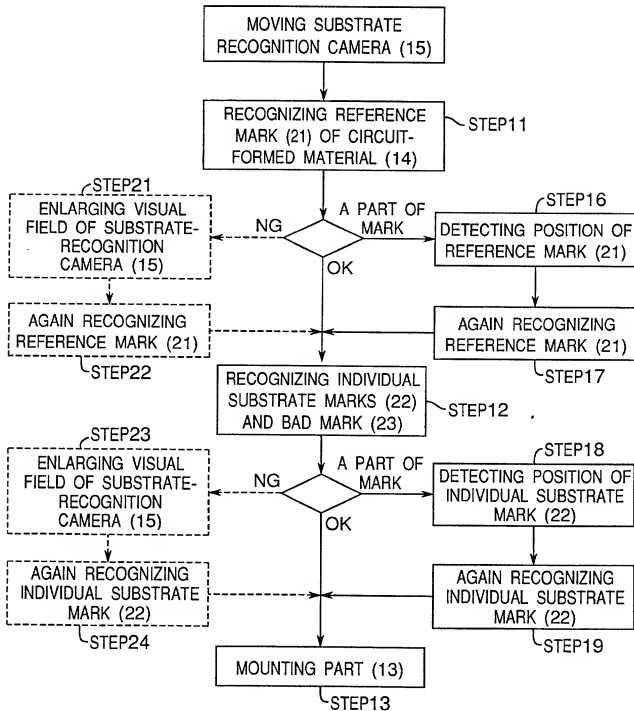 MOVING SUBSTRATE
RECOGNITION CAMERA (15)
RECOGNIZING REFERENCE
MARK (21) OF CIRCUIT-
FORMED MATERIAL (14)
STEP11
STEP21
ENLARGING VISUAL
FIELD OF SUBSTRATE-
RECOGNITION
CAMERA (15)
NG
A PART OF
MARK
OK
STEP16
DETECTING POSITION OF
REFERENCE MARK (21)
AGAIN RECOGNIZING
REFERENCE MARK (21)
STEP22
AGAIN RECOGNIZING
REFERENCE MARK (21)
STEP17
RECOGNIZING INDIVIDUAL
SUBSTRATE MARKS (22)
AND BAD MARK (23)
STEP12
STEP23
ENLARGING VISUAL
FIELD OF SUBSTRATE-
RECOGNITION
CAMERA (15)
NG
A PART OF
MARK
OK
STEP18
DETECTING POSITION OF
INDIVIDUAL SUBSTRATE
MARK (22)
AGAIN RECOGNIZING
INDIVIDUAL SUBSTRATE
MARK (22)
STEP24
AGAIN RECOGNIZING
INDIVIDUAL SUBSTRATE
MARK (22)
STEP19
MOUNTING PART (13)
STEP13